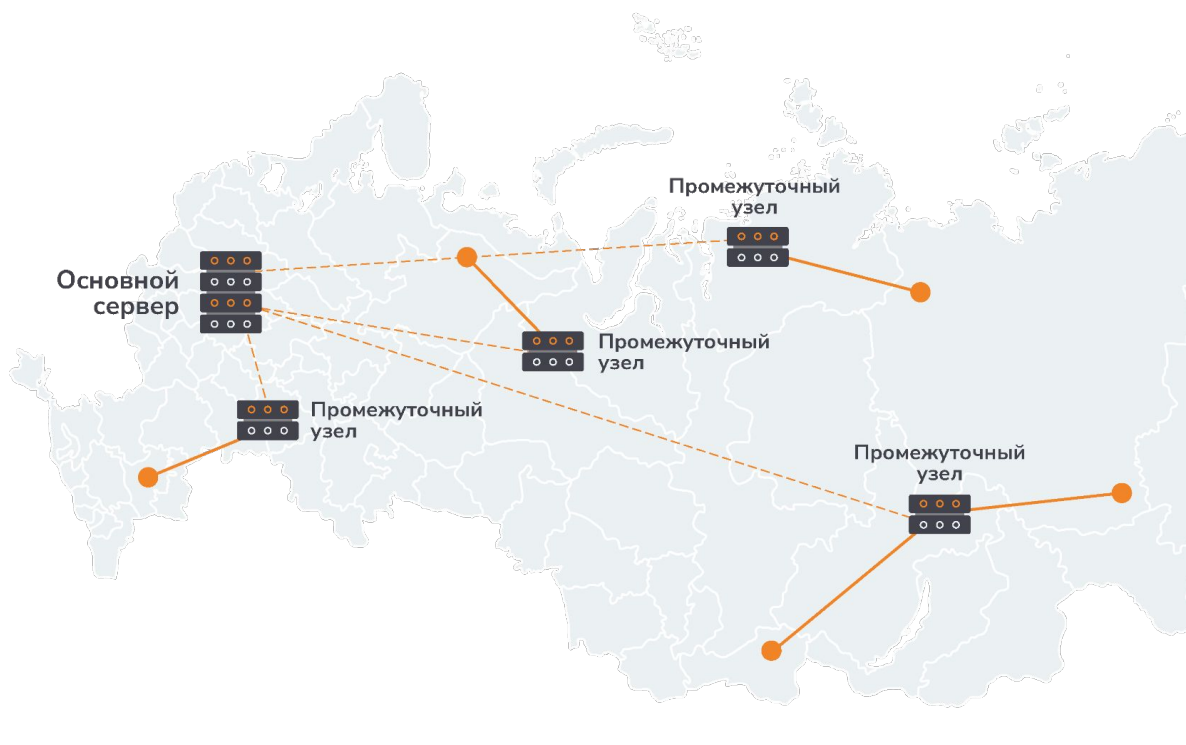 Промежуточный
узел
Основной
сервер
Промежуточный
узел
Промежуточный
узел
Промежуточный
узел